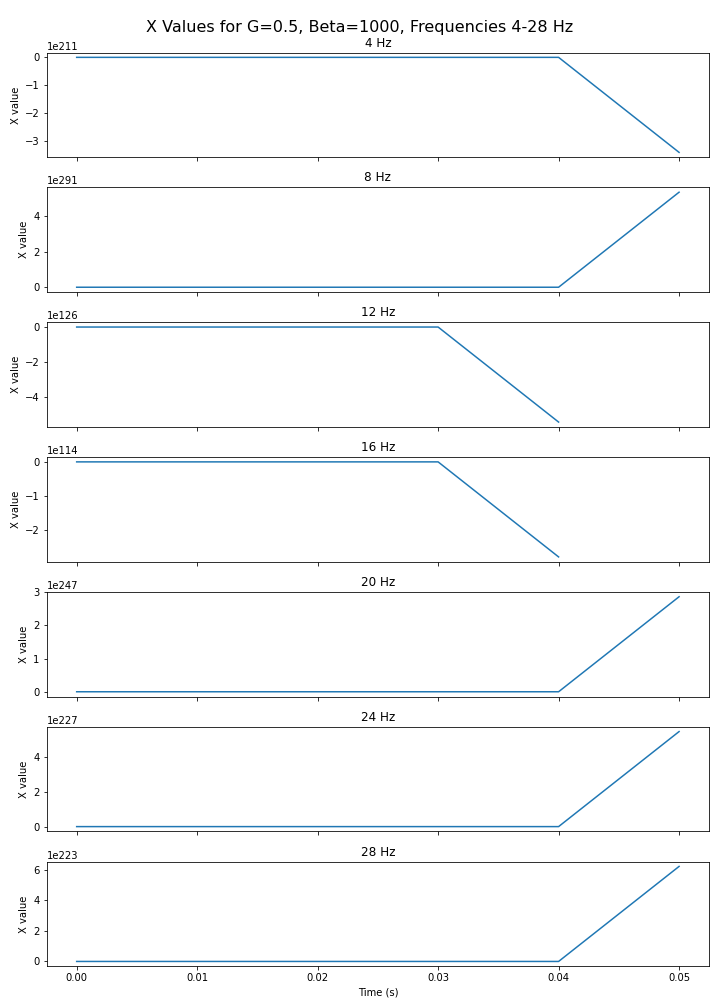 X Values for G=0.5, Beta=1000, Frequencies 4-28 Hz
1e211
4 Hz
0
−1
−2
−3
X value
1e291
8 Hz
4
2
0
X value
1e126
12 Hz
0
−2
−4
X value
1e114
16 Hz
0
−1
−2
X value
1e247
20 Hz
3
2
1
0
X value
1e227
24 Hz
4
2
0
X value
1e223
28 Hz
6
4
2
0
X value
0.00 0.01 0.02 0.03 0.04 0.05
Time (s)